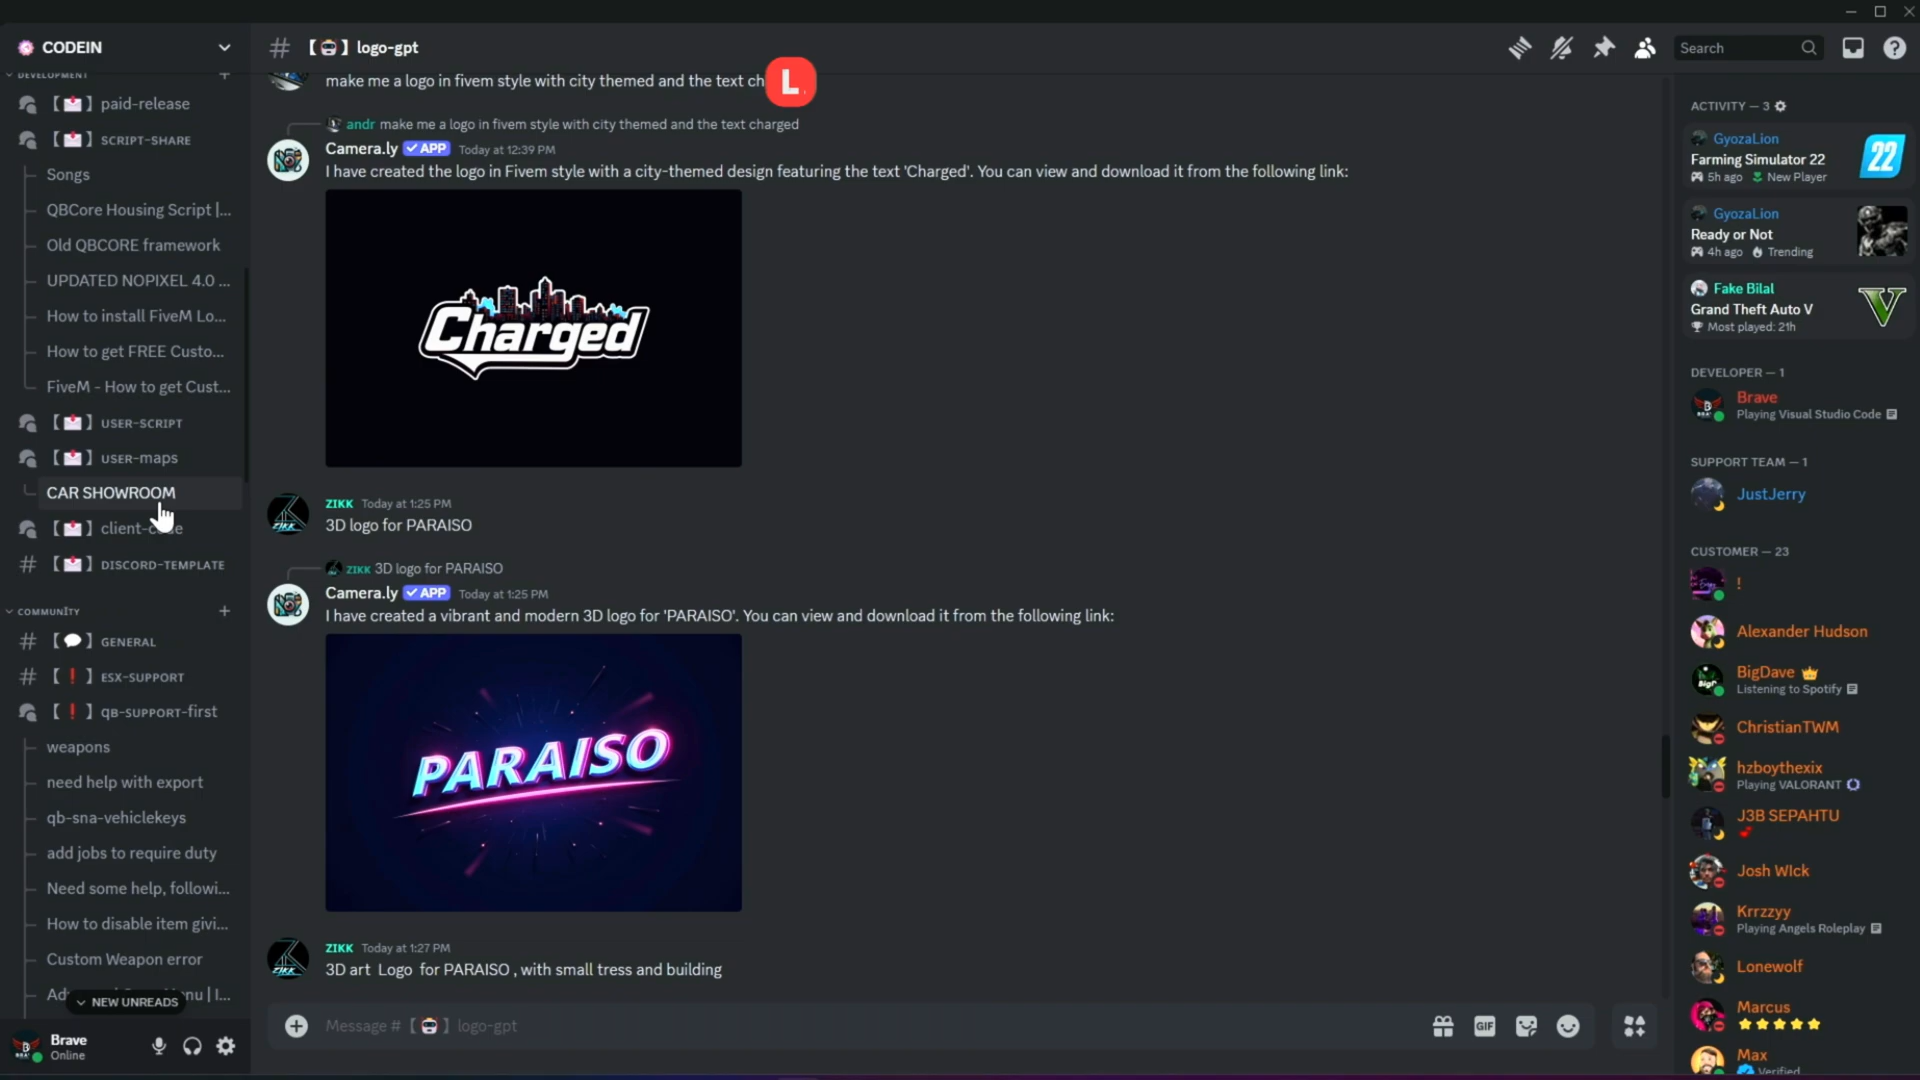 CODEIN
DEVELOPMENT
【📩】paid-release
【📩】SCRIPT-SHARE
Songs
QBCore Housing Script |...
Old QBCORE framework
UPDATED NOPIXEL 4.0 ...
How to install FiveM Lo...
How to get FREE Custo...
FiveM - How to get Cust...
【📩】USER-SCRIPT
【📩】USER-maps
CAR SHOWROOM
【📩】client-code
【📩】DISCORD-TEMPLATE
COMMUNİTY
【💬】GENERAL
【❗】ESX-SUPPORT
【❗】qB-SUPPORT-first
weapons
need help with export
qb-sna-vehiclekeys
add jobs to require duty
Need some help, followi...
How to disable item givi...
Custom Weapon error
NEW UNREADS
Brave
Online
【🤖】logo-gpt
Search
make me a logo in fivem style with city themed and the text ch
L
andr make me a logo in fivem style with city themed and the text charged
Camera.ly ✓ APP Today at 12:39 PM
I have created the logo in Fivem style with a city-themed design featuring the text 'Charged'. You can view and download it from the following link:
Charged
ZIKK Today at 1:25 PM
3D logo for PARAISO
ZIKK 3D logo for PARAISO
Camera.ly ✓ APP Today at 1:25 PM
I have created a vibrant and modern 3D logo for 'PARAISO'. You can view and download it from the following link:
PARAISO
ZIKK Today at 1:27 PM
3D art Logo for PARAISO , with small tress and building
Message #【🤖】logo-gpt
GIF
ACTIVITY — 3
GyozaLion
Farming Simulator 22
5h ago New Player
22
GyozaLion
Ready or Not
4h ago Trending
Fake Bilal
Grand Theft Auto V
Most played: 21h
V
DEVELOPER — 1
Brave
Playing Visual Studio Code
SUPPORT TEAM — 1
JustJerry
CUSTOMER — 23
!
Alexander Hudson
BigDave
Listening to Spotify
ChristianTWM
hzboythexix
Playing VALORANT
J3B SEPAHTU
Josh WIck
Krrzzyy
Playing Angels Roleplay
Lonewolf
Marcus
Max
Verified